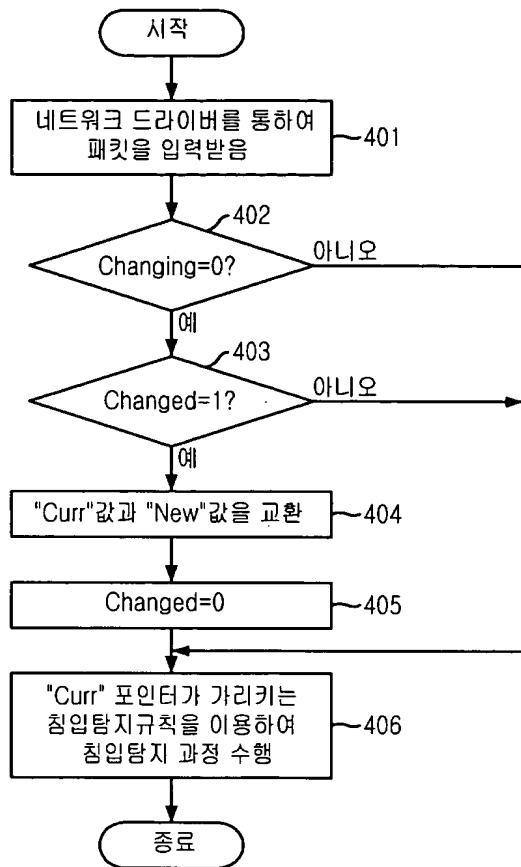 시작
네트워크 드라이버를 통하여
패킷을 입력받음
401
402
Changing=0?
아니오
예
403
Changed=1?
아니오
예
"Curr"값과 "New"값을 교환
404
Changed=0
405
"Curr" 포인터가 가리키는
침입탐지규칙을 이용하여
침입탐지 과정 수행
406
종료